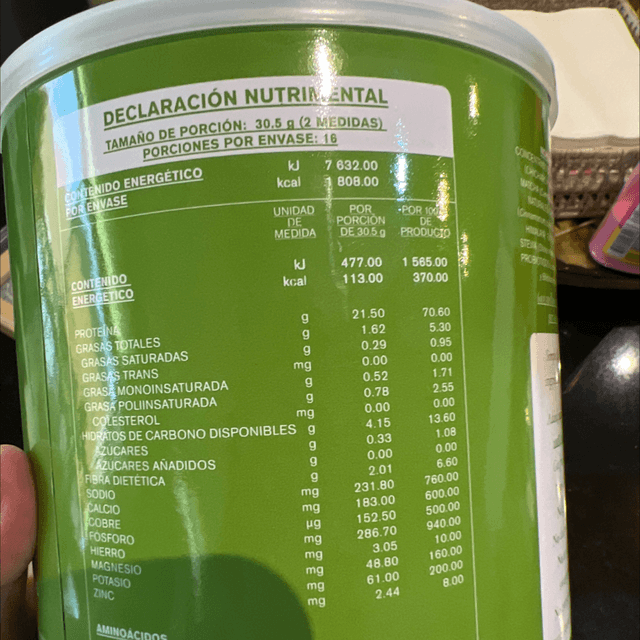 DECLARACIÓN NUTRIMENTAL
TAMAÑO DE PORCIÓN: 30.5 g (2 MEDIDAS)
PORCIONES POR ENVASE: 16
CONTENIDO ENERGÉTICO POR ENVASE
kJ 7 632.00
kcal 1 808.00
UNIDAD DE MEDIDA
POR PORCIÓN DE 30.5 g
POR 100g DE PRODUCTO
CONTENIDO ENERGÉTICO
kJ 477.00 1 565.00
kcal 113.00 370.00
PROTEÍNA g 21.50 70.60
GRASAS TOTALES g 1.62 5.30
GRASAS SATURADAS g 0.29 0.95
GRASAS TRANS mg 0.00 0.00
GRASA MONOINSATURADA g 0.52 1.71
GRASA POLIINSATURADA g 0.78 2.55
COLESTEROL mg 0.00 0.00
HIDRATOS DE CARBONO DISPONIBLES g 4.15 13.60
AZÚCARES g 0.33 1.08
AZÚCARES AÑADIDOS g 0.00 0.00
FIBRA DIETÉTICA g 2.01 6.60
SODIO mg 231.80 760.00
CALCIO mg 183.00 600.00
COBRE µg 152.50 500.00
FÓSFORO mg 286.70 940.00
HIERRO mg 3.05 10.00
MAGNESIO mg 48.80 160.00
POTASIO mg 61.00 200.00
ZINC mg 2.44 8.00
AMINOÁCIDOS